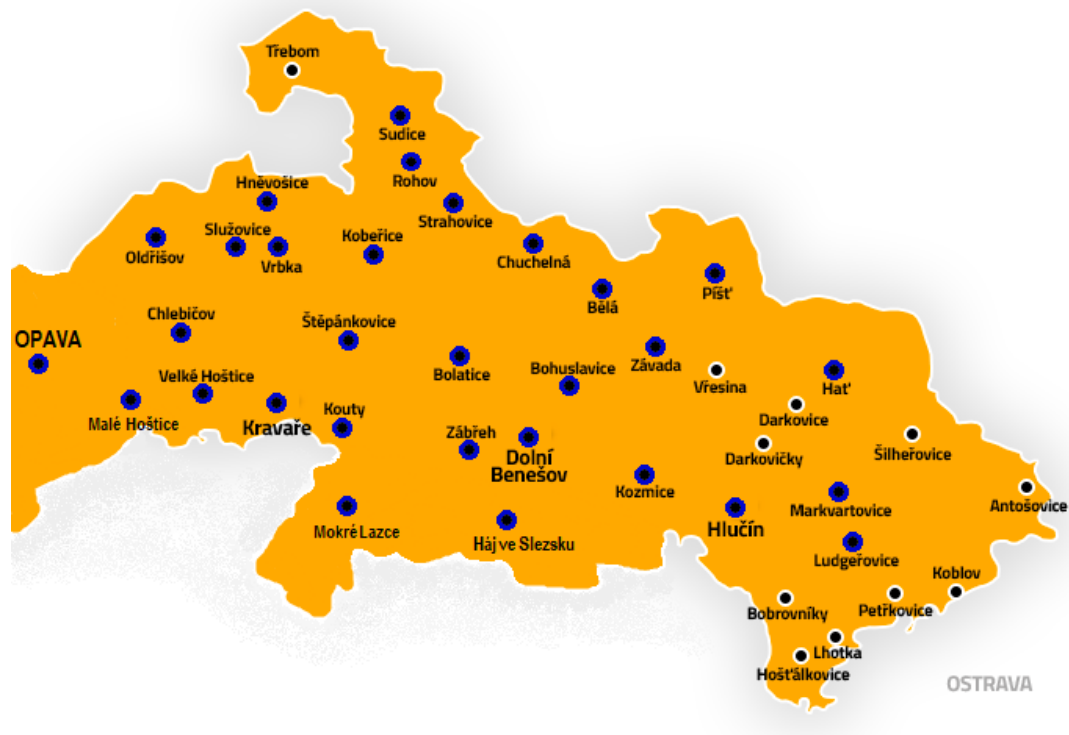 Třebom
Sudice
Rohov
Hněvošice
Strahovice
Služovice
Kobeřice
Oldřišov
Vrbka
Chuchelná
Píšť
Bělá
Chlebičov
Štěpánkovice
OPAVA
Velké Hoštice
Bolatice
Bohuslavice
Závada
Vřesina
Hať
Malé Hoštice
Kravaře
Kouty
Zábřeh
Darkovice
Dolní
Benešov
Darkovičky
Šilheřovice
Kozmice
Antošovice
Markvartovice
Hlučín
Mokré Lazce
Háj ve Slezsku
Ludgeřovice
Koblov
Bobrovníky
Petřkovice
Lhotka
Hošťálkovice
OSTRAVA